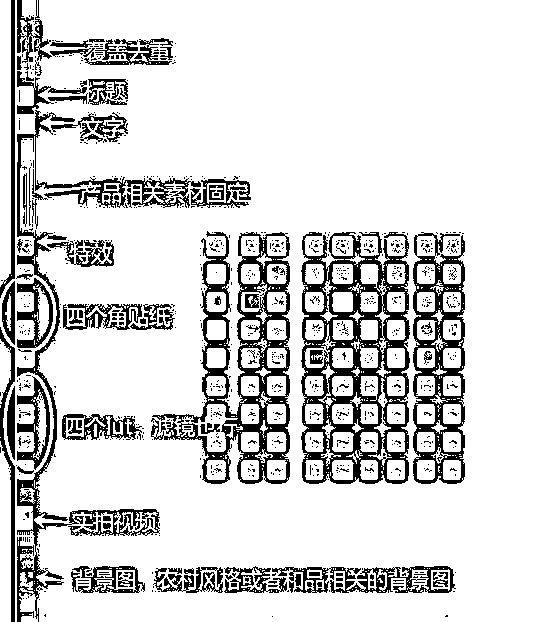 覆盖去重
标题
文字
产品相关素材固定
特效
四个角贴纸
四个lut、滤镜也行
实拍视频
背景图，农村风格或者和品相关的背景图